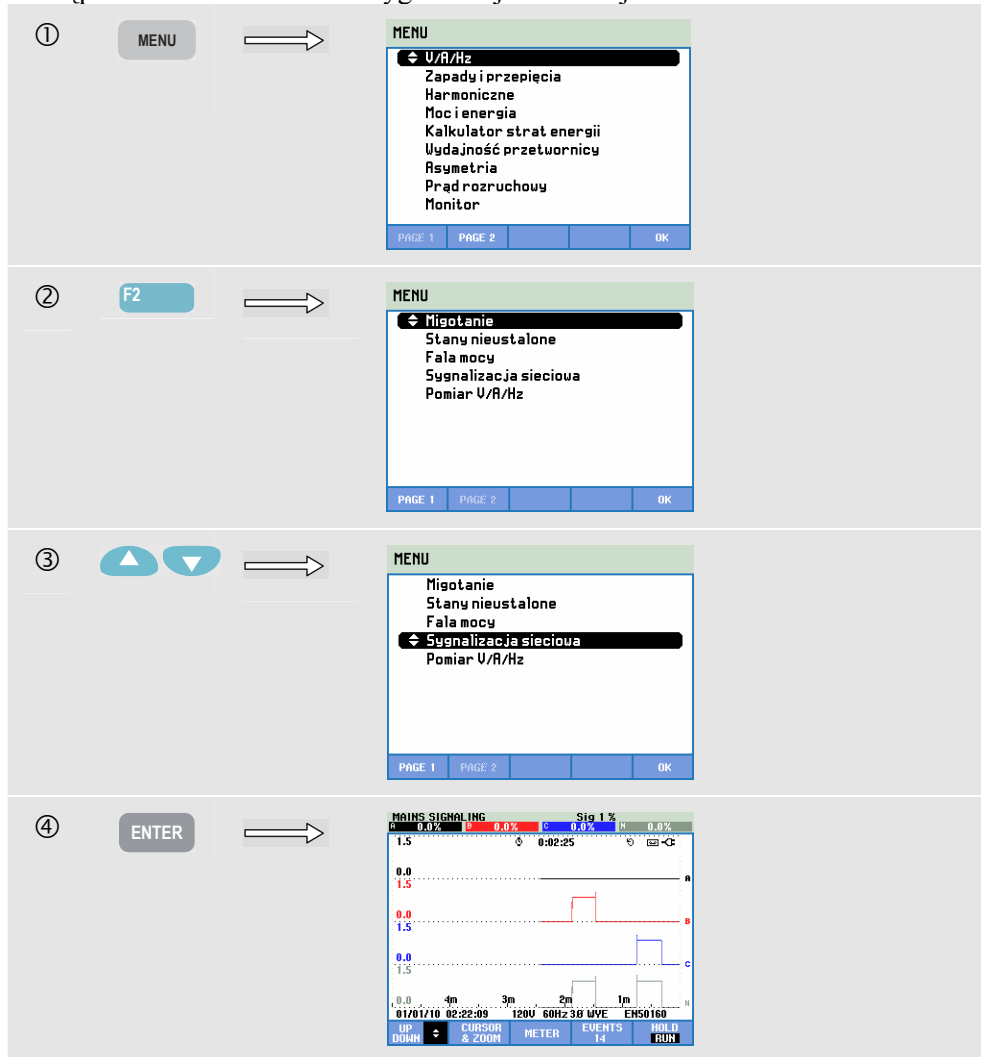 ①
MENU
MENU
V/A/Hz
Zapady i przepięcia
Harmoniczne
Moc i energia
Kalkulator strat energii
Wydajność przetwornicy
Asymetria
Prąd rozruchowy
Monitor
PAGE 1 PAGE 2 OK
②
F2
MENU
Migotanie
Stany nieustalone
Fala mocy
Sygnalizacja sieciowa
Pomiar V/A/Hz
PAGE 1 PAGE 2 OK
③
MENU
Migotanie
Stany nieustalone
Fala mocy
Sygnalizacja sieciowa
Pomiar V/A/Hz
PAGE 1 PAGE 2 OK
④
ENTER
MAINS SIGNALING Sig 1 %
A 0.0% B 0.0% C 0.0% N 0.0%
1.5 0:02:25
0.0 A
1.5
0.0 B
1.5
0.0 C
1.5
0.0 4m 3m 2m 1m N
01/01/10 02:22:09 120V 60Hz 3Ø WYE EN50160
UP DOWN CURSOR & ZOOM METER EVENTS 14 HOLD RUN